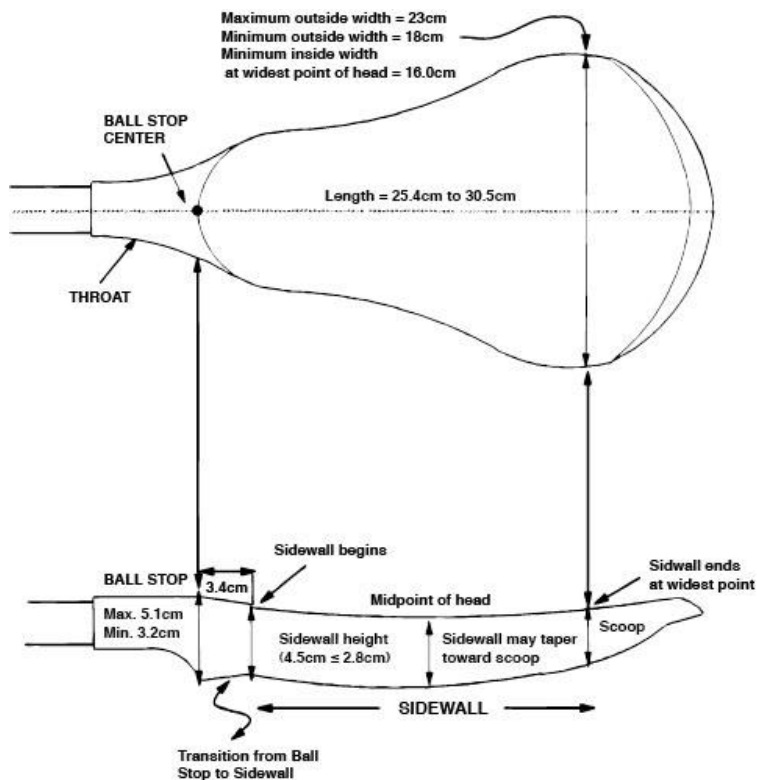 Maximum outside width = 23cm
Minimum outside width = 18cm
Minimum inside width
at widest point of head = 16.0cm
BALL STOP
CENTER
Length = 25.4cm to 30.5cm
THROAT
Sidewall begins
BALL STOP
3.4cm
Midpoint of head
Sidwall ends
at widest point
Max. 5.1cm
Min. 3.2cm
Sidewall height
(4.5cm ≤ 2.8cm)
Sidewall may taper
toward scoop
Scoop
SIDEWALL
Transition from Ball
Stop to Sidewall